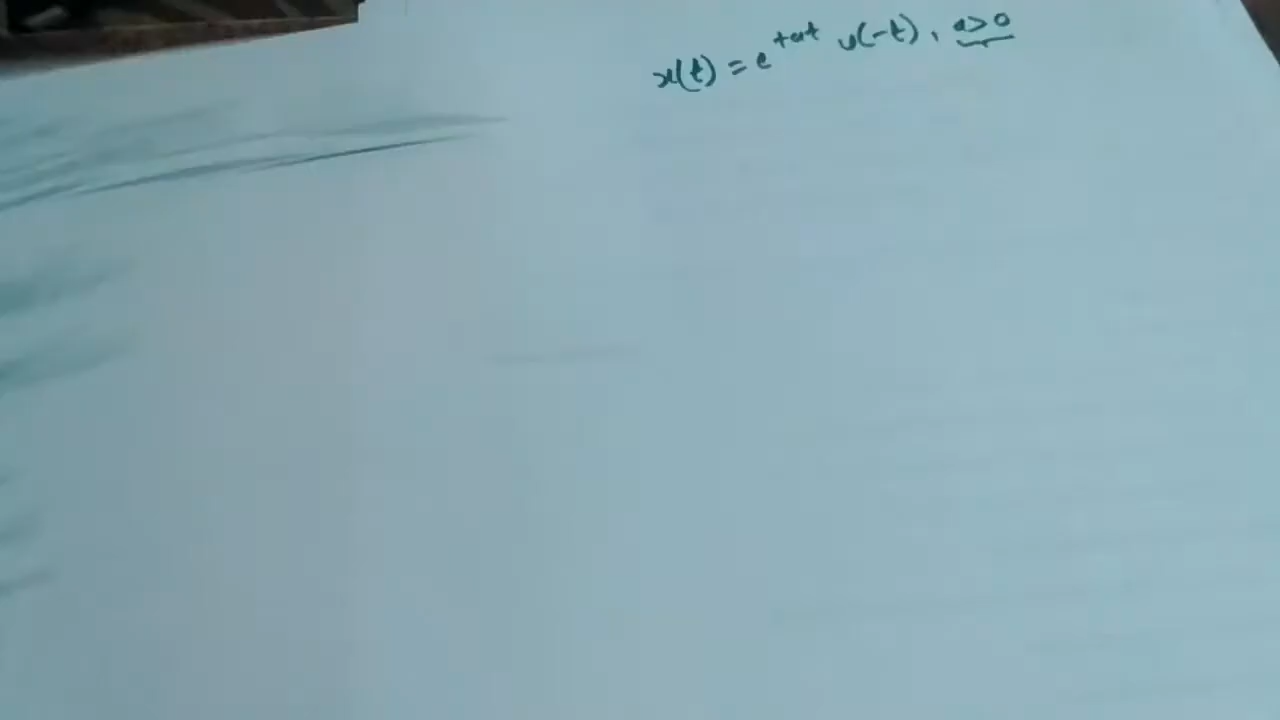 x(t) = e^{+at} u(-t), a>0